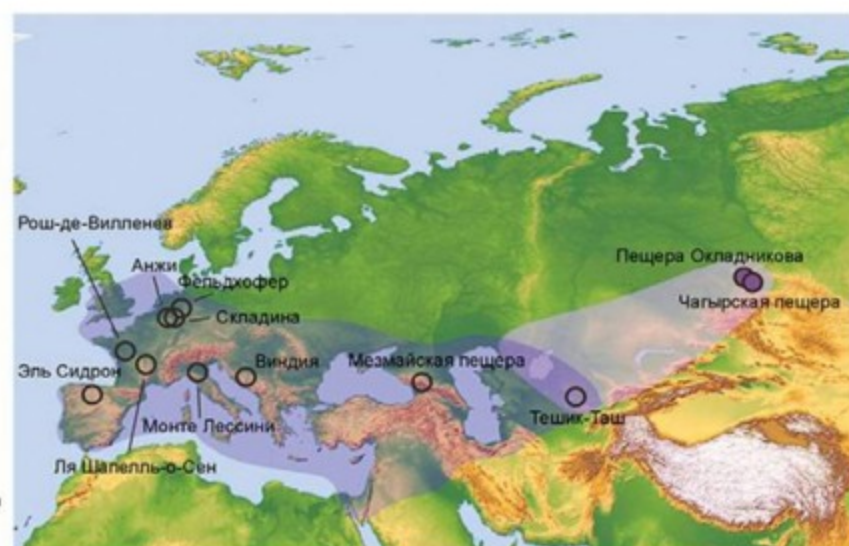 Рош-де-Вилленев
Анжи
Фельдхофер
Складина
Эль Сидрон
Виндия
Монте Лессини
Ля Шапелль-о-Сен
Мезмайская пещера
Тешик-Таш
Пещера Окладникова
Чагырская пещера